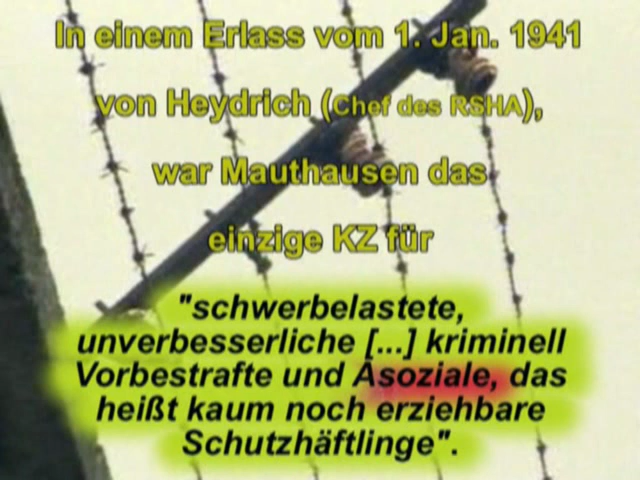 In einem Erlass vom 1. Jan. 1941
von Heydrich (Chef des RSHA),
war Mauthausen das
einzige KZ für
"schwerbelastete,
unverbesserliche [...] kriminell
Vorbestrafte und Asoziale, das
heißt kaum noch erziehbare
Schutzhäftlinge".